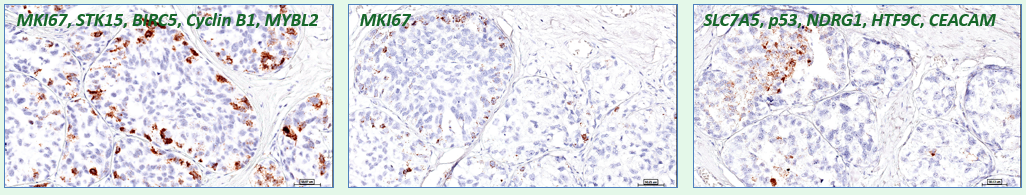 MKI67, STK15, BIRC5, Cyclin B1, MYBL2
MKI67
SLC7A5, p53, NDRG1, HTF9C, CEACAM